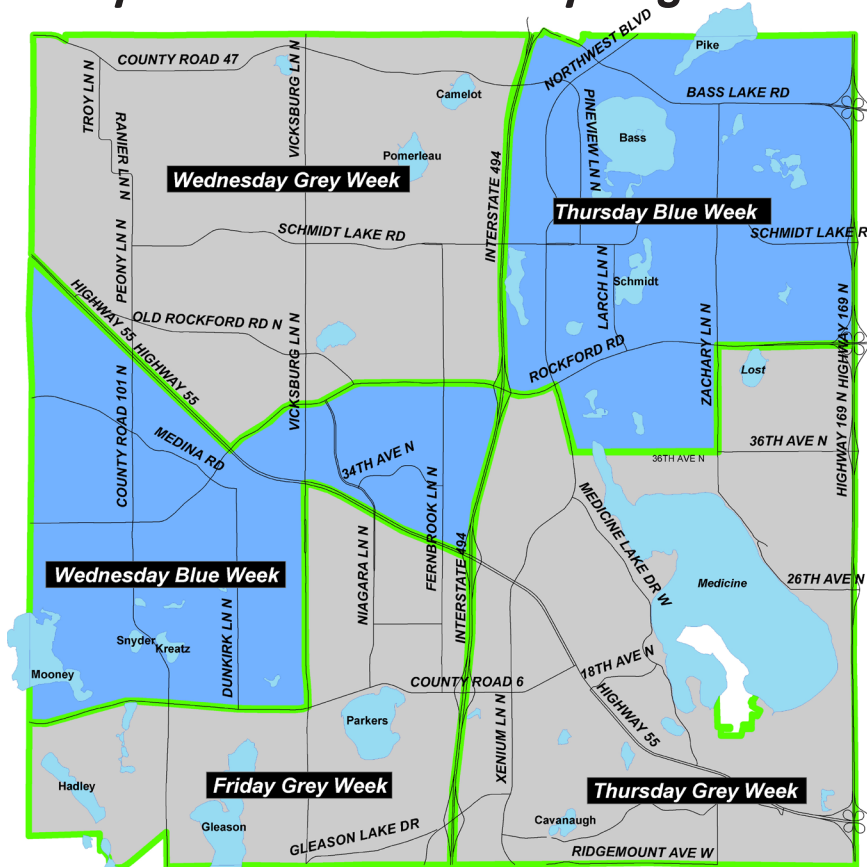 NORTHWEST BLVD
Pike
COUNTY ROAD 47
TROY LN N
VICKSBURG LN N
Camelot
BASS LAKE RD
PINEVIEW LN N
Bass
RANIER LN N
Pomerleau
INTERSTATE 494
Wednesday Grey Week
Thursday Blue Week
PEONY LN N
SCHMIDT LAKE RD
SCHMIDT LAKE R
LARCH LN N
Schmidt
HIGHWAY 55
HIGHWAY 55
OLD ROCKFORD RD N
VICKSBURG LN N
ROCKFORD RD
ZACHARY LN N
HIGHWAY 169 N
HIGHWAY 169 N
Lost
COUNTY ROAD 101 N
MEDINA RD
34TH AVE N
36TH AVE N
36TH AVE N
FERNBROOK LN N
MEDICINE LAKE DR W
NIAGARA LN N
INTERSTATE 494
Wednesday Blue Week
Medicine
26TH AVE N
DUNKIRK LN N
Snyder
Kreatz
Mooney
18TH AVE N
COUNTY ROAD 6
HIGHWAY 55
XENIUM LN N
Parkers
Hadley
Friday Grey Week
Thursday Grey Week
Gleason
GLEASON LAKE DR
Cavanaugh
RIDGEMOUNT AVE W